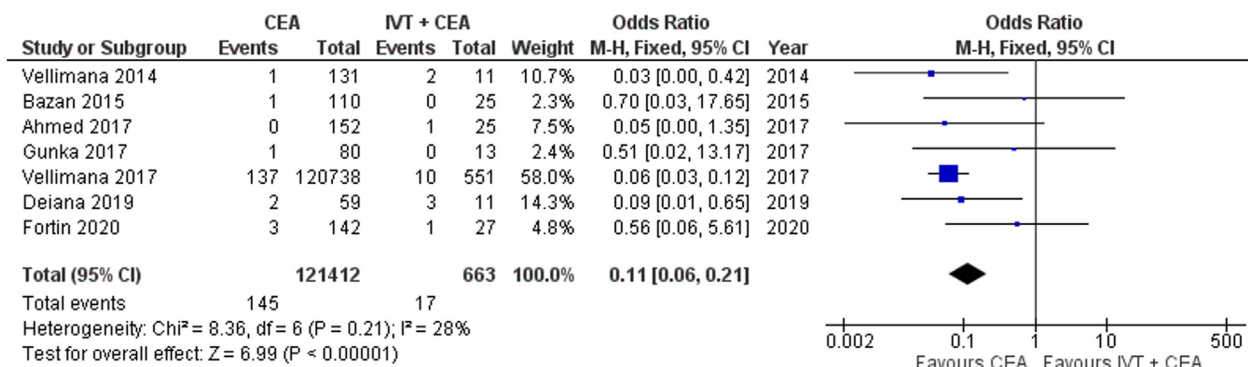 CEA IVT + CEA Odds Ratio Odds Ratio
Study or Subgroup Events Total Events Total Weight M-H, Fixed, 95% CI Year M-H, Fixed, 95% CI
Vellimana 2014 1 131 2 11 10.7% 0.03 [0.00, 0.42] 2014
Bazan 2015 1 110 0 25 2.3% 0.70 [0.03, 17.65] 2015
Ahmed 2017 0 152 1 25 7.5% 0.05 [0.00, 1.35] 2017
Gunka 2017 1 80 0 13 2.4% 0.51 [0.02, 13.17] 2017
Vellimana 2017 137 120738 10 551 58.0% 0.06 [0.03, 0.12] 2017
Deiana 2019 2 59 3 11 14.3% 0.09 [0.01, 0.65] 2019
Fortin 2020 3 142 1 27 4.8% 0.56 [0.06, 5.61] 2020
Total (95% CI) 121412 663 100.0% 0.11 [0.06, 0.21]
Total events 145 17
Heterogeneity: Chi² = 8.36, df = 6 (P = 0.21); I² = 28%
Test for overall effect: Z = 6.99 (P < 0.00001)
0.002 0.1 1 10 500
Favours CEA Favours IVT + CEA